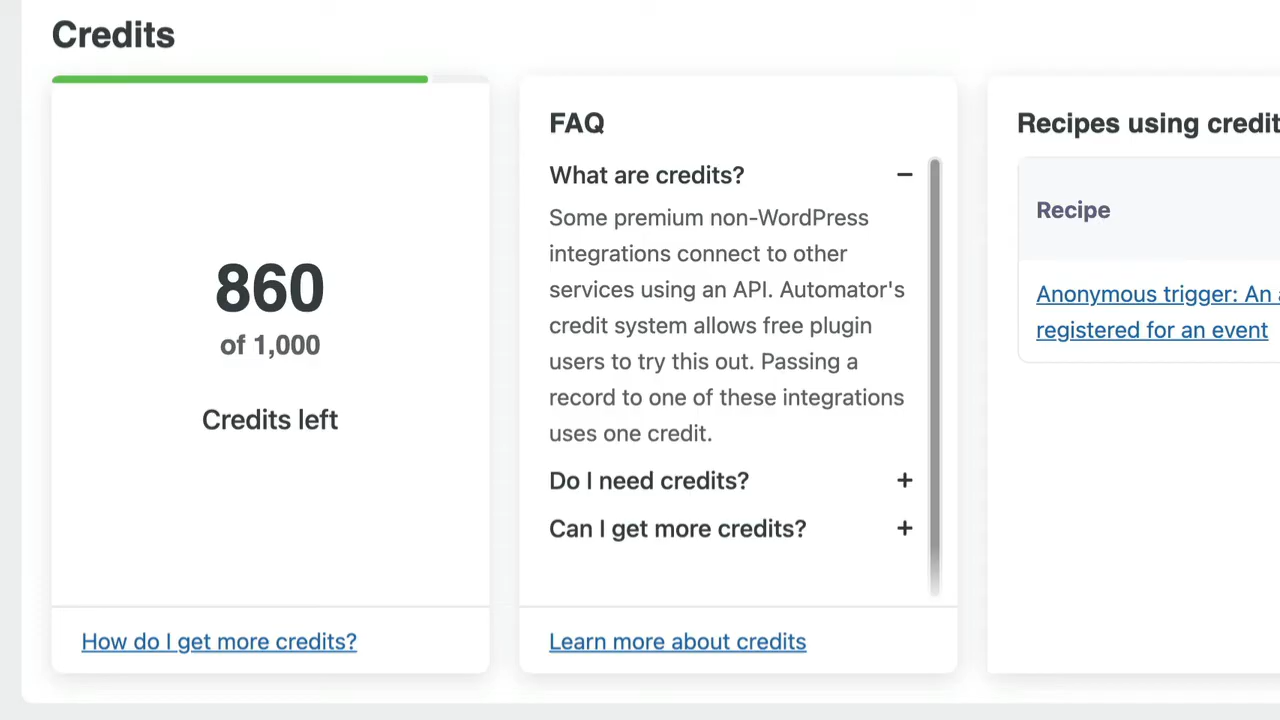 Credits
860
of 1,000
Credits left
How do I get more credits?
FAQ
What are credits?
Some premium non-WordPress
integrations connect to other
services using an API. Automator's
credit system allows free plugin
users to try this out. Passing a
record to one of these integrations
uses one credit.
Do I need credits?
Can I get more credits?
Learn more about credits
Recipes using credit
Recipe
Anonymous trigger: An
registered for an event